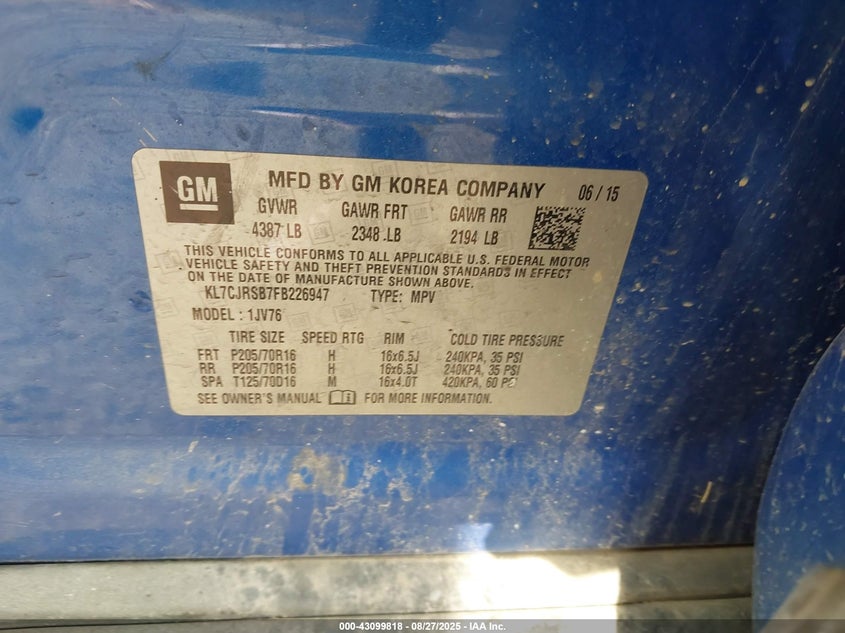 GM MFD BY GM KOREA COMPANY 06 / 15
GVWR GAWR FRT GAWR RR
4387 LB 2348 LB 2194 LB
THIS VEHICLE CONFORMS TO ALL APPLICABLE U.S. FEDERAL MOTOR
VEHICLE SAFETY AND THEFT PREVENTION STANDARDS IN EFFECT
ON THE DATE OF MANUFACTURE SHOWN ABOVE.
KL7CJRSB7FB226947 TYPE: MPV
MODEL : 1JV76
TIRE SIZE SPEED RTG RIM COLD TIRE PRESSURE
FRT P205/70R16 H 16x6.5J 240KPA, 35 PSI
RR P205/70R16 H 16x6.5J 240KPA, 35 PSI
SPA T125/70D16 M 16x4.0T 420KPA, 60 PSI
SEE OWNER'S MANUAL FOR MORE INFORMATION.
000-43099818 - 08/27/2025 - IAA Inc.